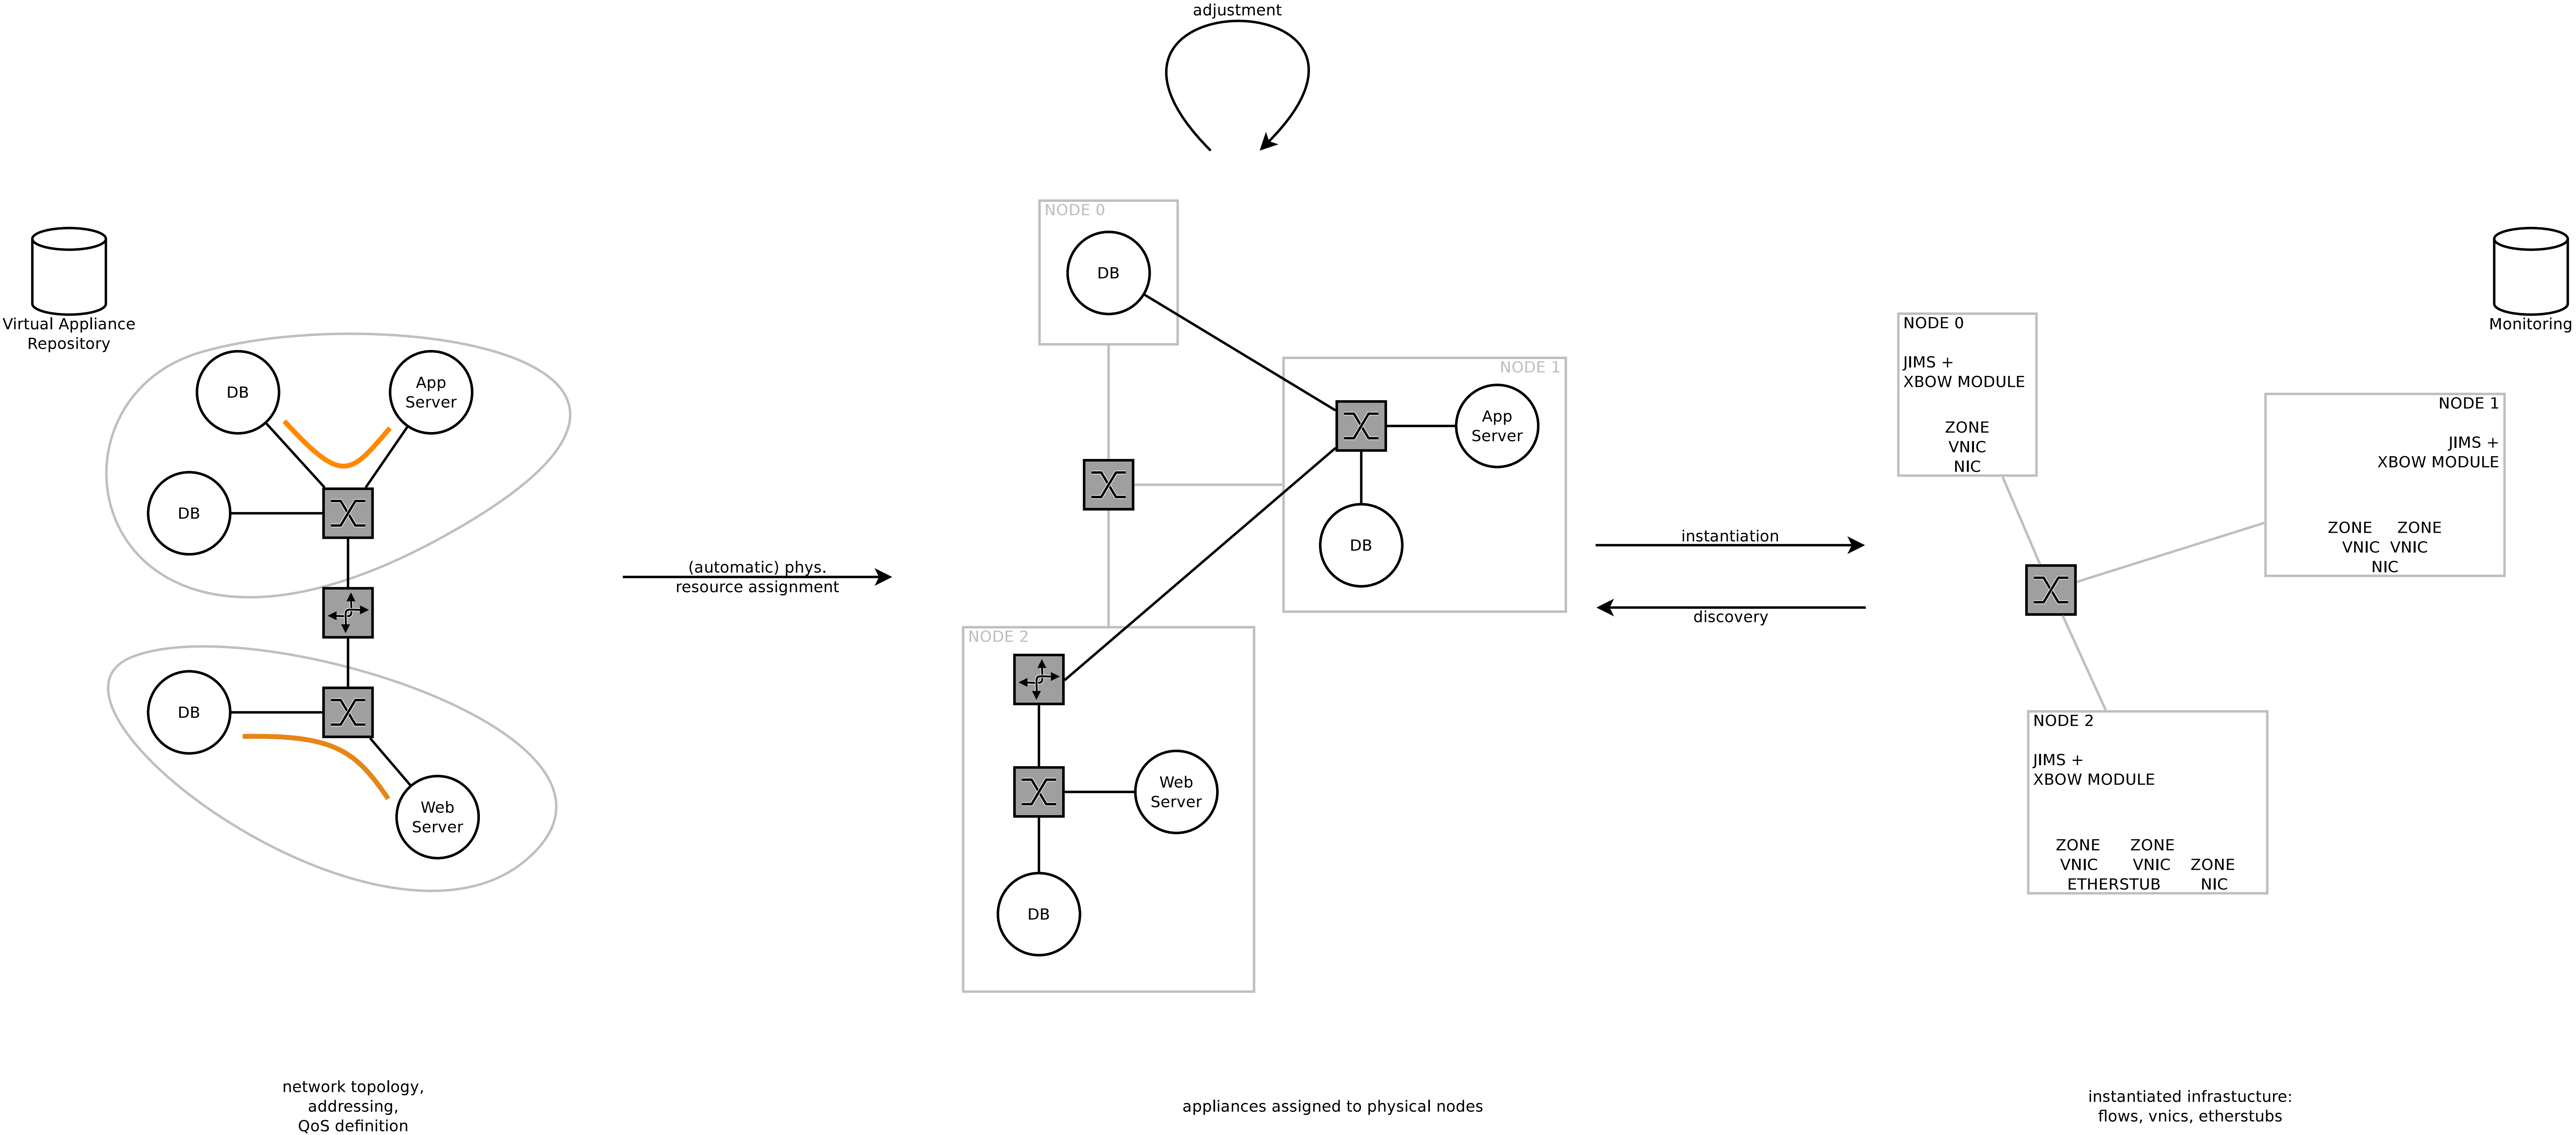 adjustment
Virtual Appliance
Repository
DB
App
Server
DB
DB
Web
Server
network topology,
addressing,
QoS definition
(automatic) phys.
resource assignment
NODE 0
DB
NODE 1
App
Server
DB
NODE 2
Web
Server
DB
appliances assigned to physical nodes
instantiation
discovery
NODE 0
JIMS +
XBOW MODULE
ZONE
VNIC
NIC
Monitoring
NODE 1
JIMS +
XBOW MODULE
ZONE ZONE
VNIC VNIC
NIC
NODE 2
JIMS +
XBOW MODULE
ZONE ZONE
VNIC VNIC ZONE
ETHERSTUB NIC
instantiated infrastucture:
flows, vnics, etherstubs